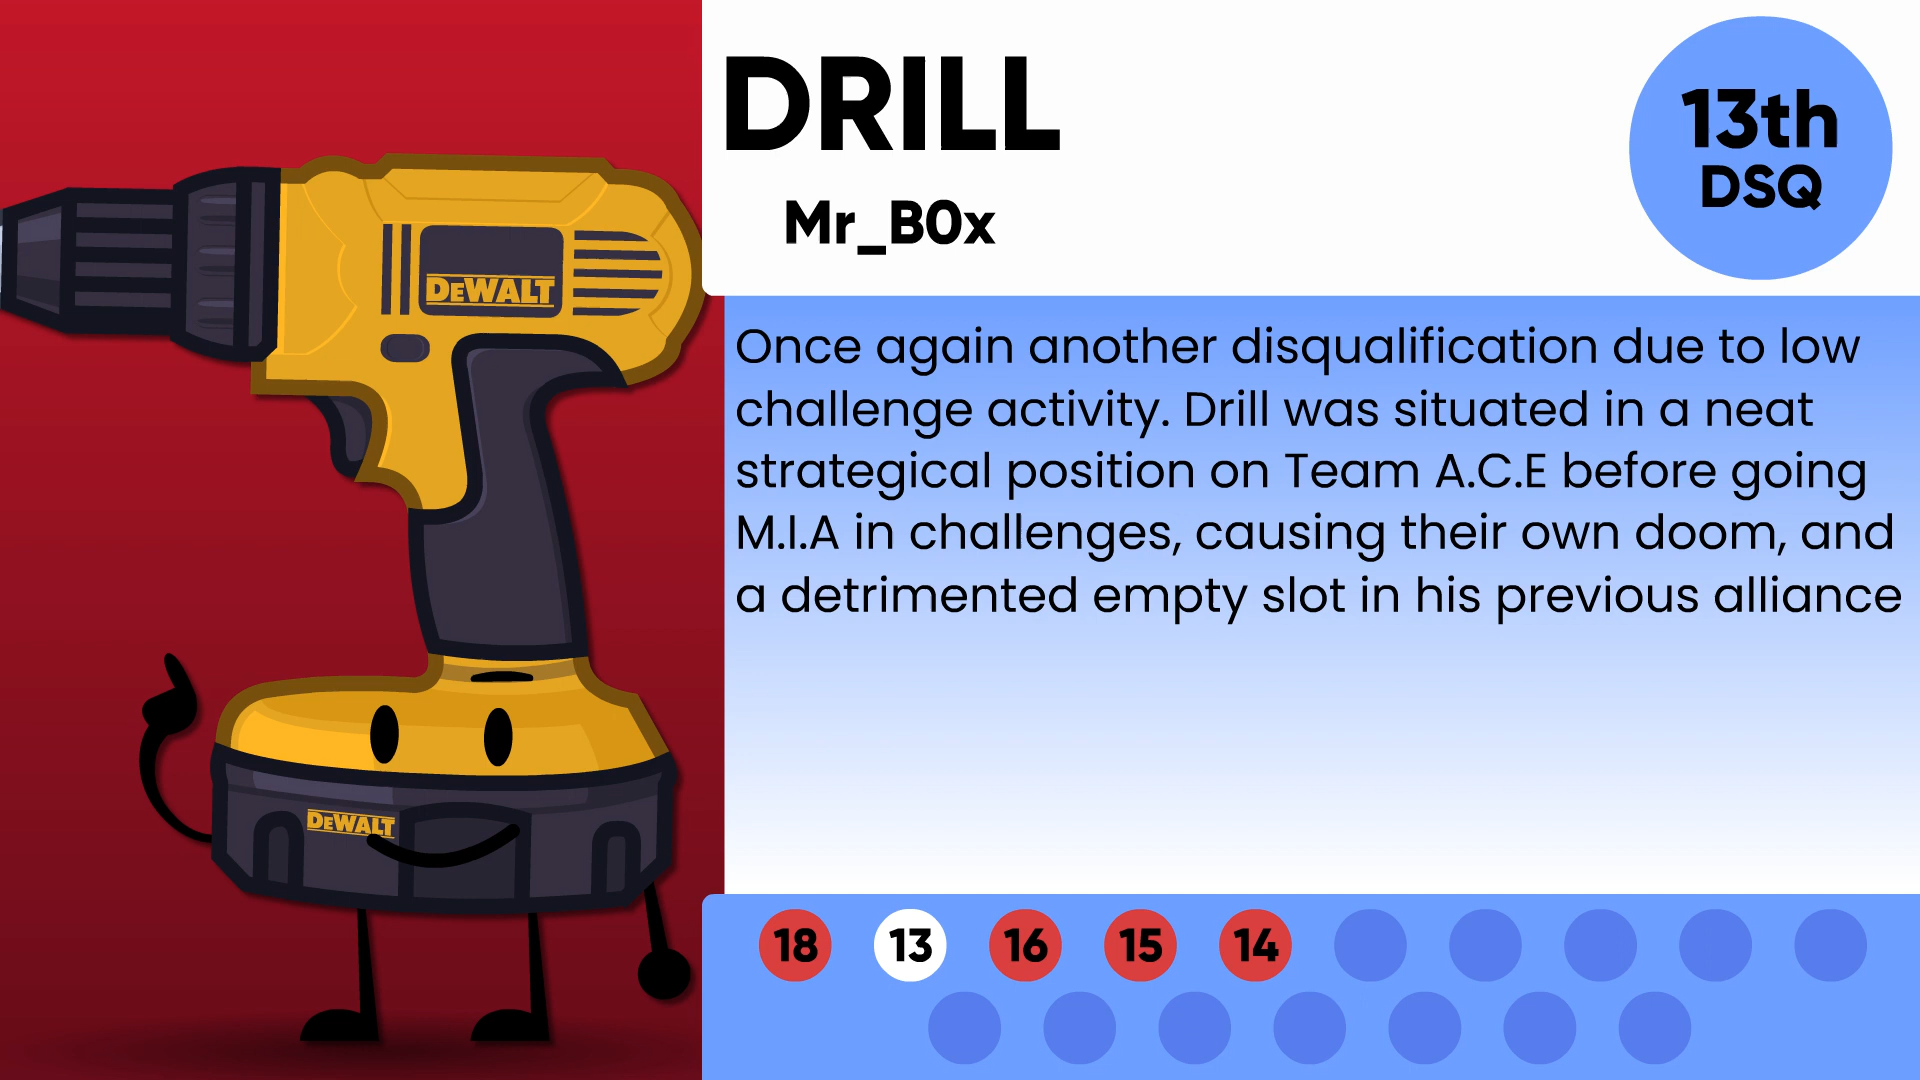 DRILL
Mr_B0x
13th
DSQ
DEWALT
DEWALT
Once again another disqualification due to low
challenge activity. Drill was situated in a neat
strategical position on Team A.C.E before going
M.I.A in challenges, causing their own doom, and
a detrimented empty slot in his previous alliance
18 13 16 15 14